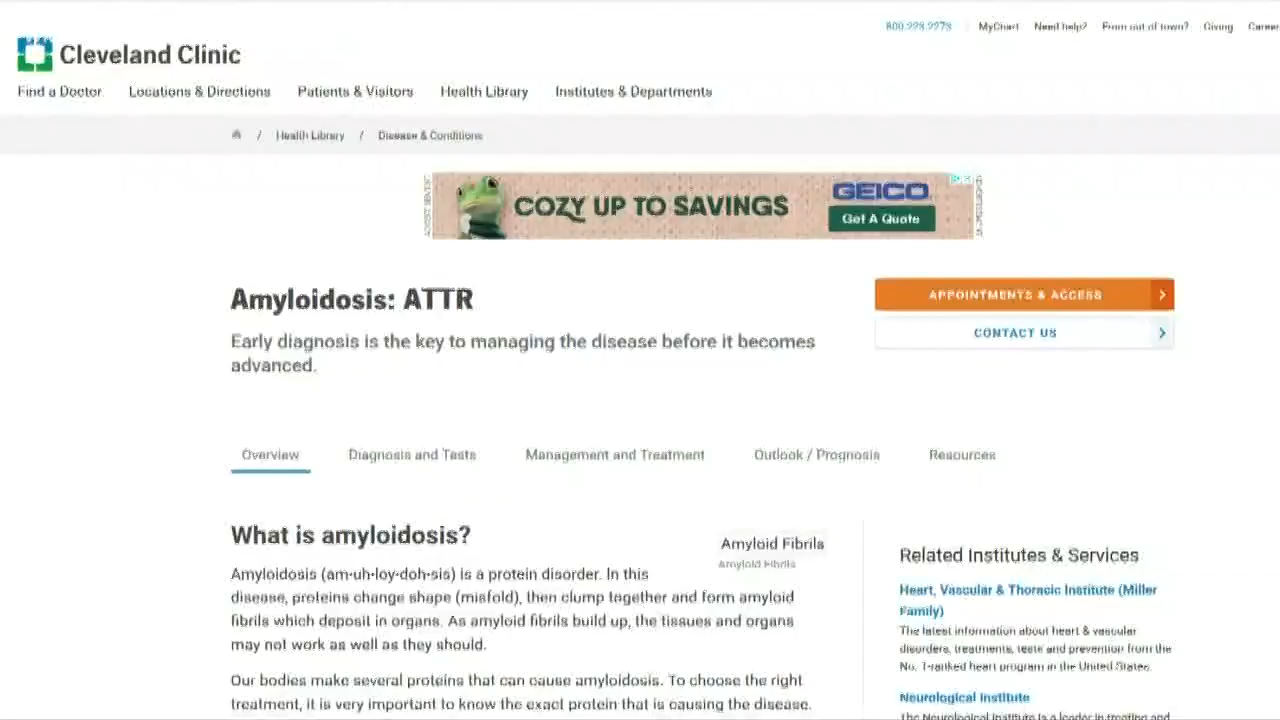 800.223.2273 MyChart Need help? From out of town? Giving Career
Cleveland Clinic
Find a Doctor Locations & Directions Patients & Visitors Health Library Institutes & Departments
/ Health Library / Disease & Conditions
COZY UP TO SAVINGS
GEICO
Get A Quote
Amyloidosis: ATTR
Early diagnosis is the key to managing the disease before it becomes
advanced.
APPOINTMENTS & ACCESS
CONTACT US
Overview Diagnosis and Tests Management and Treatment Outlook / Prognosis Resources
What is amyloidosis?
Amyloid Fibrils
Amyloid Fibrils
Amyloidosis (am-uh-loy-doh-sis) is a protein disorder. In this
disease, proteins change shape (misfold), then clump together and form amyloid
fibrils which deposit in organs. As amyloid fibrils build up, the tissues and organs
may not work as well as they should.
Our bodies make several proteins that can cause amyloidosis. To choose the right
treatment, it is very important to know the exact protein that is causing the disease.
Related Institutes & Services
Heart, Vascular & Thoracic Institute (Miller
Family)
The latest information about heart & vascular
disorders, treatments, tests and prevention from the
No. 1-ranked heart program in the United States.
Neurological Institute
The Neurological Institute is a leader in treating and